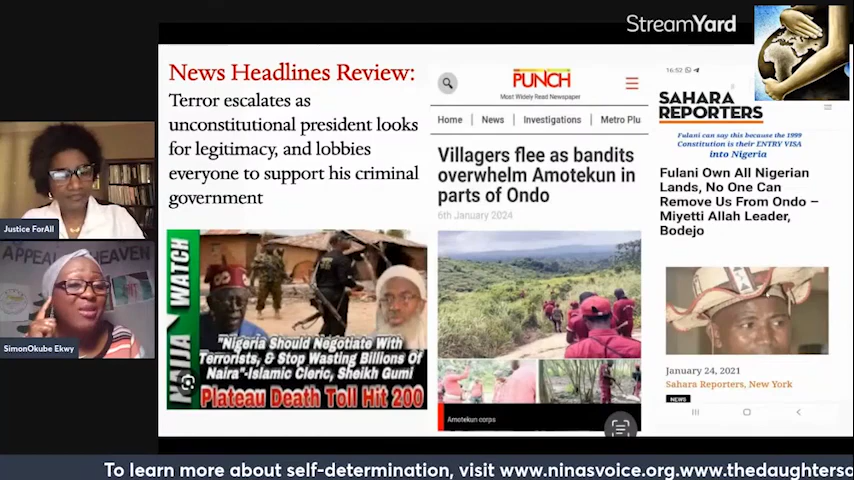 StreamYard
News Headlines Review:
Terror escalates as
unconstitutional president looks
for legitimacy, and lobbies
everyone to support his criminal
government
NAIJA WATCH
"Nigeria Should Negotiate With
Terrorists, & Stop Wasting Billions Of
Naira"-Islamic Cleric, Sheikh Gumi
Plateau Death Toll Hit 200
PUNCH
Most Widely Read Newspaper
Home News Investigations Metro Plu
Villagers flee as bandits
overwhelm Amotekun in
parts of Ondo
6th January 2024
Amotekun corps
16:52
SAHARA
REPORTERS
Fulani can say this because the 1999
Constitution is their ENTRY VISA
into Nigeria
Fulani Own All Nigerian
Lands, No One Can
Remove Us From Ondo –
Miyetti Allah Leader,
Bodejo
January 24, 2021
Sahara Reporters, New York
NEWS
Justice ForAll
APPEAL HEAVEN
SimonOkube Ekwy
To learn more about self-determination, visit www.ninasvoice.org.www.thedaughterso